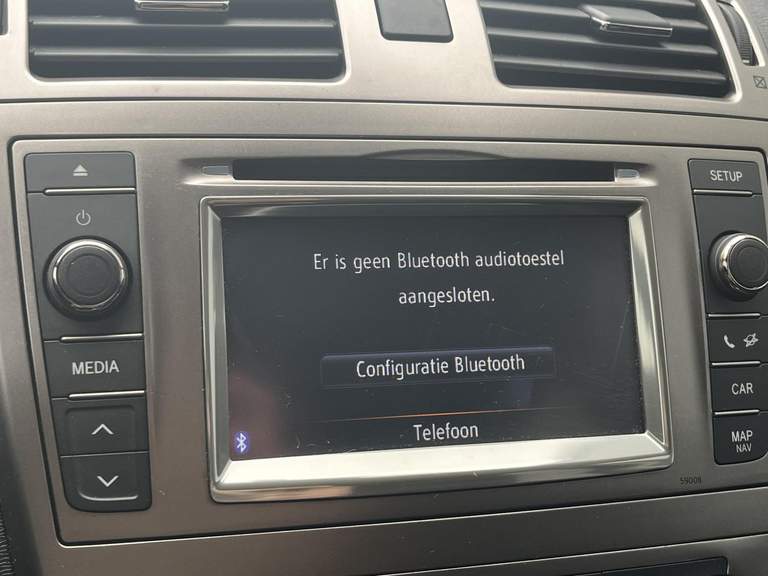 SETUP
Er is geen Bluetooth audiotoestel
aangesloten.
MEDIA
Configuratie Bluetooth
CAR
Telefoon
MAP
NAV
59008